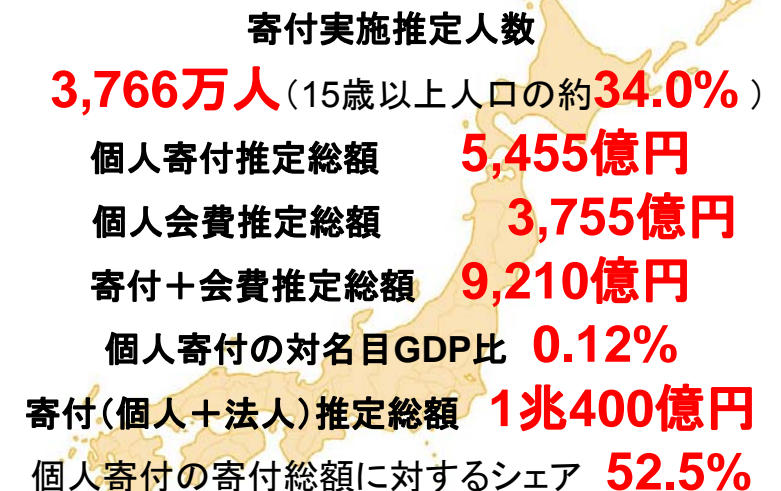 寄付実施推定人数
3,766万人（15歳以上人口の約34.0%）
個人寄付推定総額 5,455億円
個人会費推定総額 3,755億円
寄付＋会費推定総額 9,210億円
個人寄付の対名目GDP比 0.12%
寄付（個人＋法人）推定総額 1兆400億円
個人寄付の寄付総額に対するシェア 52.5%